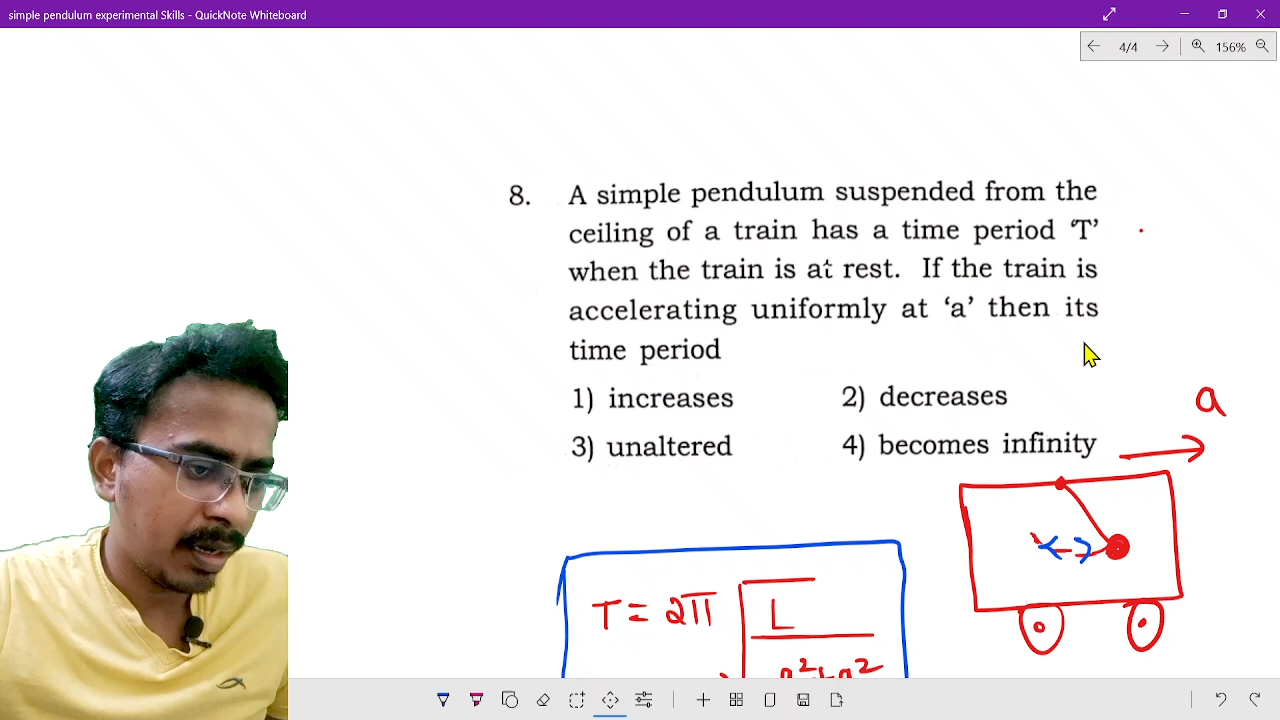 simple pendulum experimental Skills - QuickNote Whiteboard
4/4
156%
8. A simple pendulum suspended from the
ceiling of a train has a time period 'T'
when the train is at rest. If the train is
accelerating uniformly at 'a' then its
time period
1) increases 2) decreases
3) unaltered 4) becomes infinity
a
T = 2π √ L